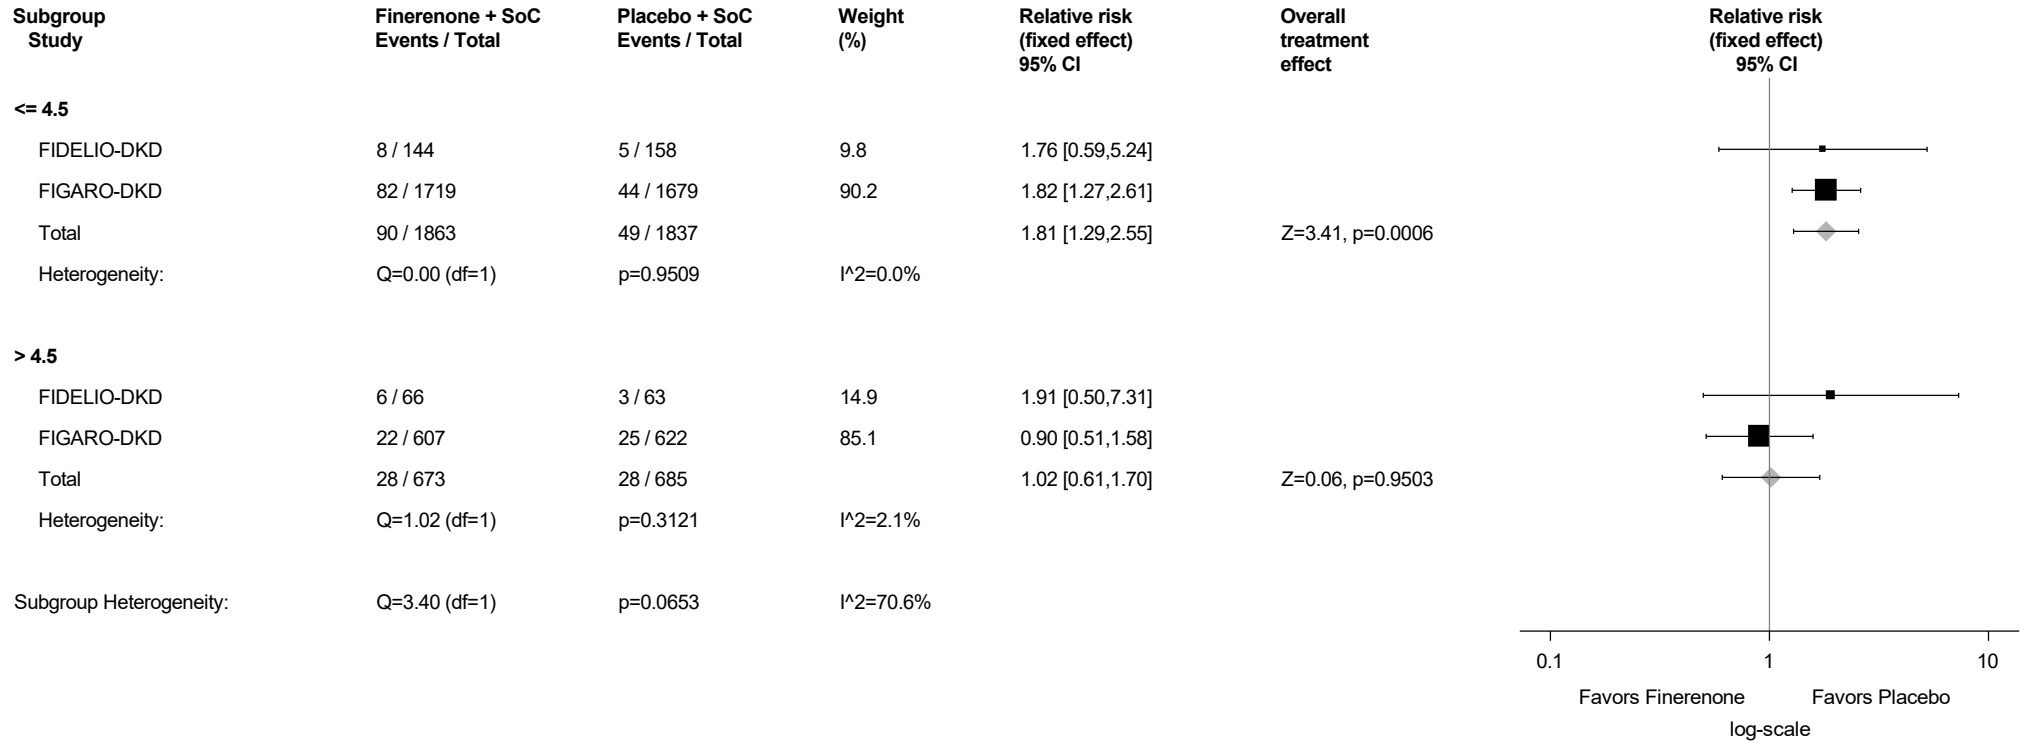 Subgroup Finerenone + SoC Placebo + SoC Weight Relative risk Overall Relative risk
Study Events / Total Events / Total (%) (fixed effect) treatment (fixed effect)
95% CI effect 95% CI
<= 4.5
FIDELIO-DKD 8 / 144 5 / 158 9.8 1.76 [0.59,5.24]
FIGARO-DKD 82 / 1719 44 / 1679 90.2 1.82 [1.27,2.61]
Total 90 / 1863 49 / 1837 1.81 [1.29,2.55] Z=3.41, p=0.0006
Heterogeneity: Q=0.00 (df=1) p=0.9509 I^2=0.0%
> 4.5
FIDELIO-DKD 6 / 66 3 / 63 14.9 1.91 [0.50,7.31]
FIGARO-DKD 22 / 607 25 / 622 85.1 0.90 [0.51,1.58]
Total 28 / 673 28 / 685 1.02 [0.61,1.70] Z=0.06, p=0.9503
Heterogeneity: Q=1.02 (df=1) p=0.3121 I^2=2.1%
Subgroup Heterogeneity: Q=3.40 (df=1) p=0.0653 I^2=70.6%
0.1 1 10
Favors Finerenone Favors Placebo
log-scale